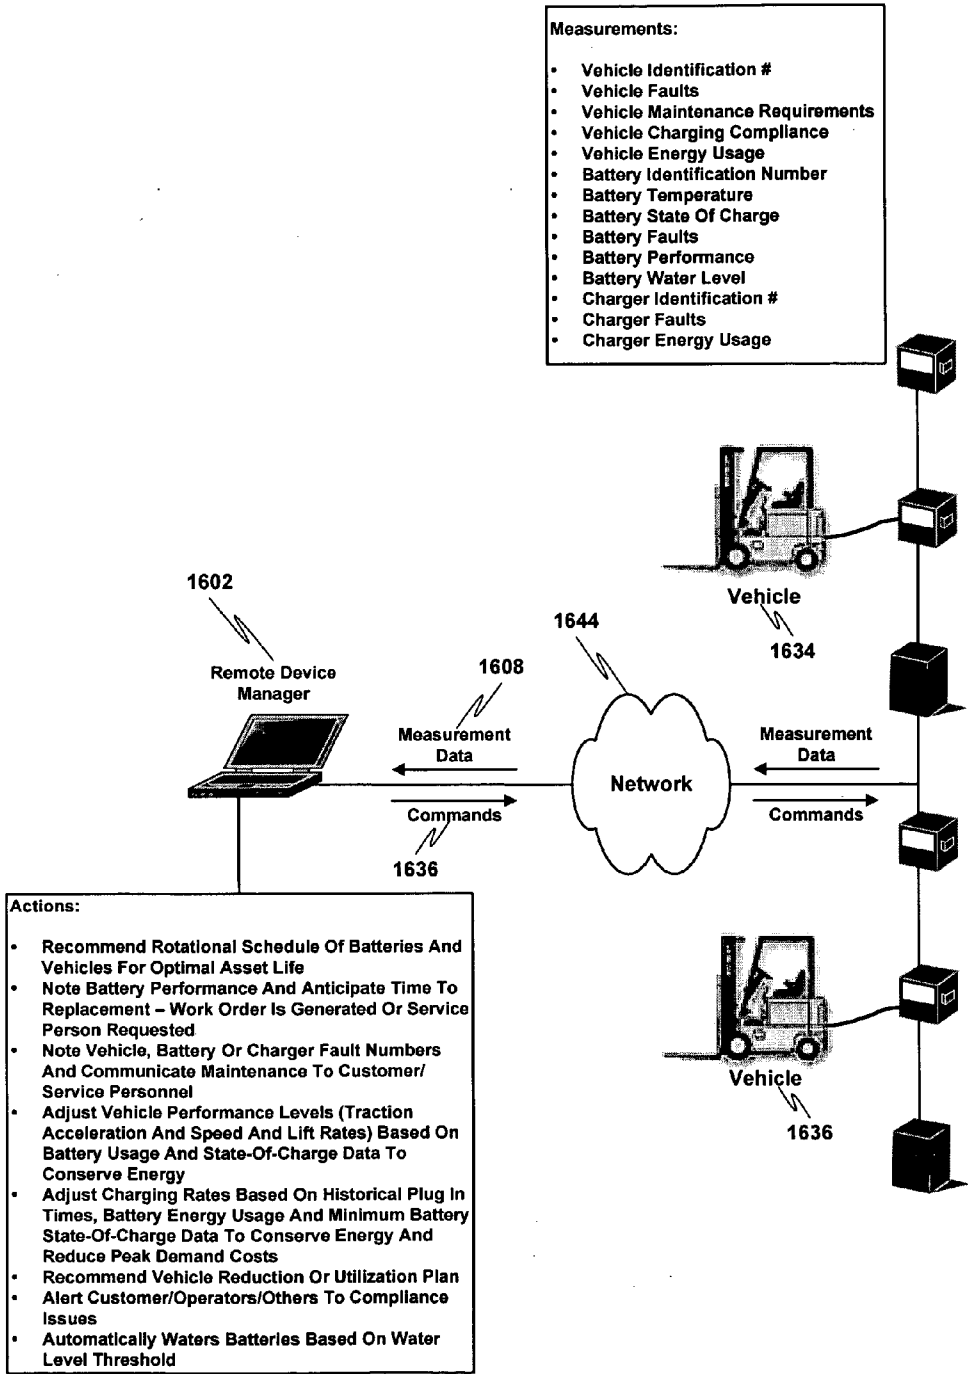 Measurements:
• Vehicle Identification #
• Vehicle Faults
• Vehicle Maintenance Requirements
• Vehicle Charging Compliance
• Vehicle Energy Usage
• Battery Identification Number
• Battery Temperature
• Battery State Of Charge
• Battery Faults
• Battery Performance
• Battery Water Level
• Charger Identification #
• Charger Faults
• Charger Energy Usage
Vehicle
1634
1602
Remote Device
Manager
1608
1644
Measurement
Data
Commands
1636
Network
Measurement
Data
Commands
Vehicle
1636
Actions:
• Recommend Rotational Schedule Of Batteries And
Vehicles For Optimal Asset Life
• Note Battery Performance And Anticipate Time To
Replacement – Work Order Is Generated Or Service
Person Requested
• Note Vehicle, Battery Or Charger Fault Numbers
And Communicate Maintenance To Customer/
Service Personnel
• Adjust Vehicle Performance Levels (Traction
Acceleration And Speed And Lift Rates) Based On
Battery Usage And State-Of-Charge Data To
Conserve Energy
• Adjust Charging Rates Based On Historical Plug In
Times, Battery Energy Usage And Minimum Battery
State-Of-Charge Data To Conserve Energy And
Reduce Peak Demand Costs
• Recommend Vehicle Reduction Or Utilization Plan
• Alert Customer/Operators/Others To Compliance
Issues
• Automatically Waters Batteries Based On Water
Level Threshold